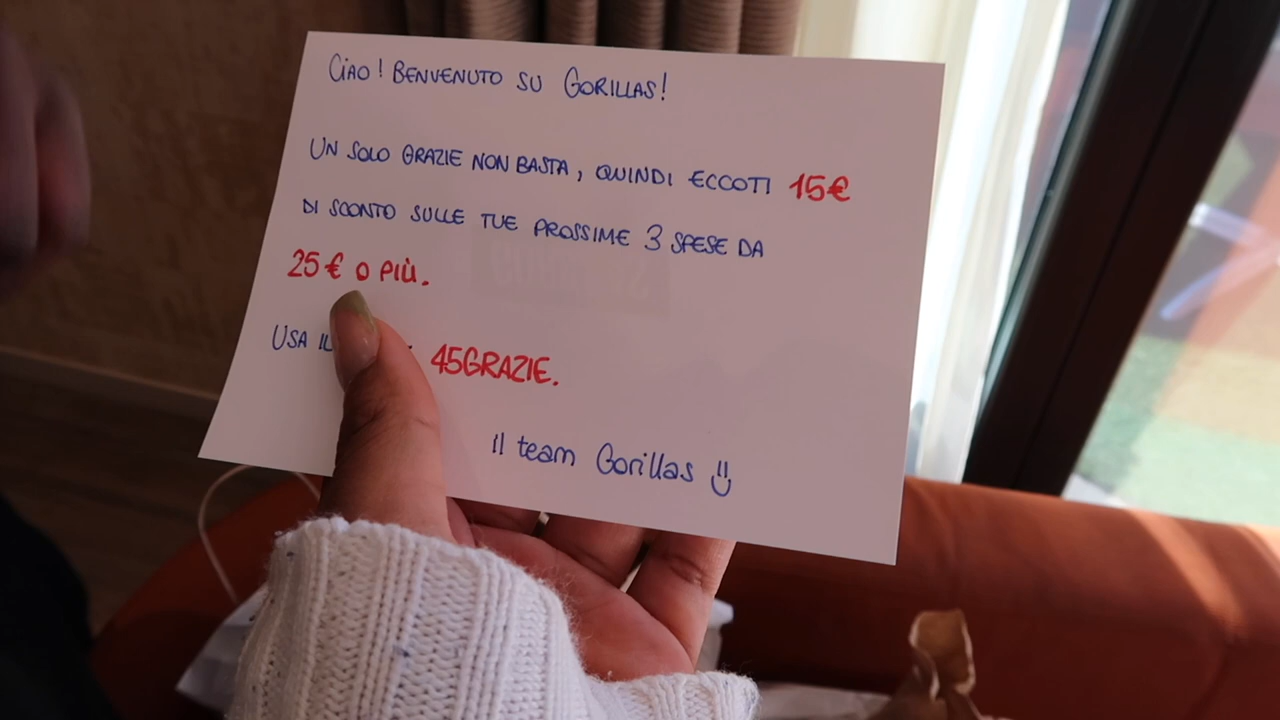 Ciao! BENVENUTO SU GORILLAS!
UN SOLO GRAZIE NON BASTA, QUINDI ECCOTI 15€
DI SCONTO SULLE TUE PROSSIME 3 SPESE DA
25€ O PIÙ.
USA IL 45GRAZIE.
il team Gorillas